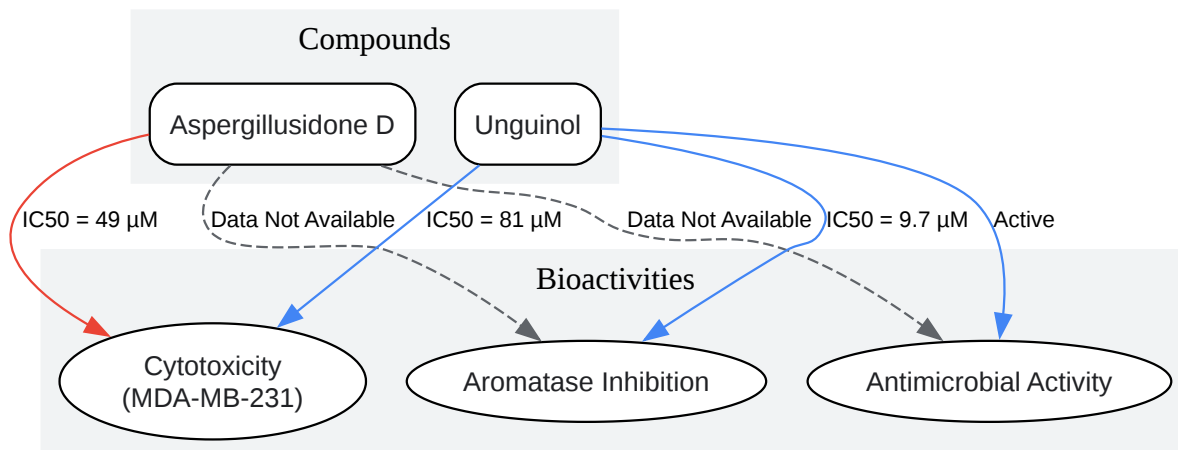 Compounds
Aspergillusidone D
Unguinol
IC50 = 49 µM
Data Not Available
IC50 = 81 µM
Data Not Available
IC50 = 9.7 µM
Active
Bioactivities
Cytotoxicity
(MDA-MB-231)
Aromatase Inhibition
Antimicrobial Activity